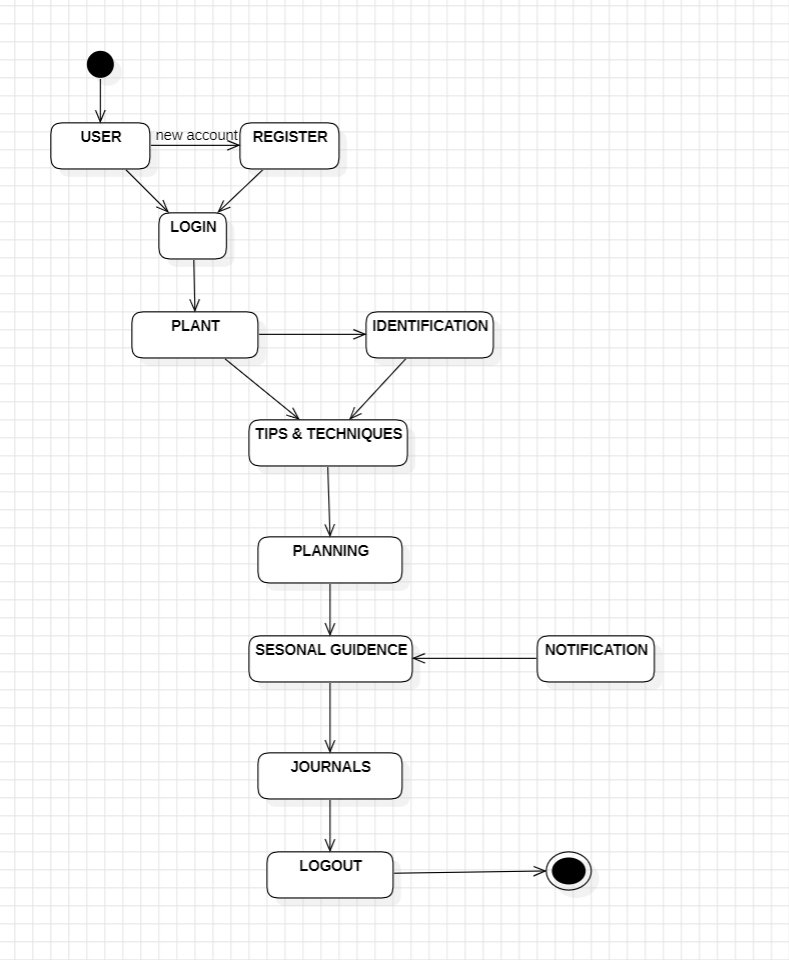 USER
new account
REGISTER
LOGIN
PLANT
IDENTIFICATION
TIPS & TECHNIQUES
PLANNING
SESONAL GUIDENCE
NOTIFICATION
JOURNALS
LOGOUT